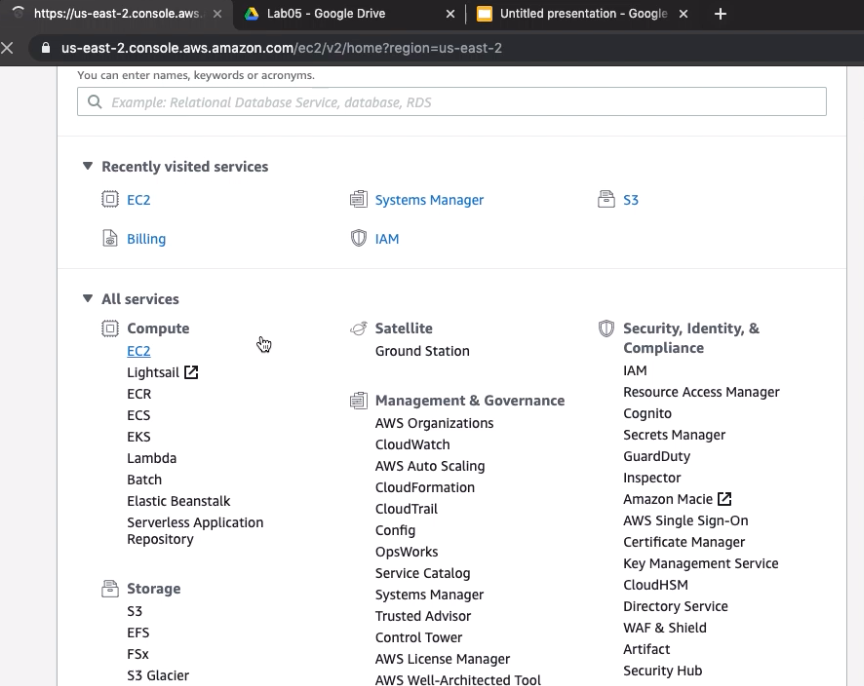 https://us-east-2.console.aws.
Lab05 - Google Drive
Untitled presentation - Google
us-east-2.console.aws.amazon.com/ec2/v2/home?region=us-east-2
You can enter names, keywords or acronyms.
Example: Relational Database Service, database, RDS
Recently visited services
EC2
Systems Manager
S3
Billing
IAM
All services
Compute
EC2
Lightsail
ECR
ECS
EKS
Lambda
Batch
Elastic Beanstalk
Serverless Application
Repository
Storage
S3
EFS
FSx
S3 Glacier
Satellite
Ground Station
Management & Governance
AWS Organizations
CloudWatch
AWS Auto Scaling
CloudFormation
CloudTrail
Config
OpsWorks
Service Catalog
Systems Manager
Trusted Advisor
Control Tower
AWS License Manager
AWS Well-Architected Tool
Security, Identity, &
Compliance
IAM
Resource Access Manager
Cognito
Secrets Manager
GuardDuty
Inspector
Amazon Macie
AWS Single Sign-On
Certificate Manager
Key Management Service
CloudHSM
Directory Service
WAF & Shield
Artifact
Security Hub